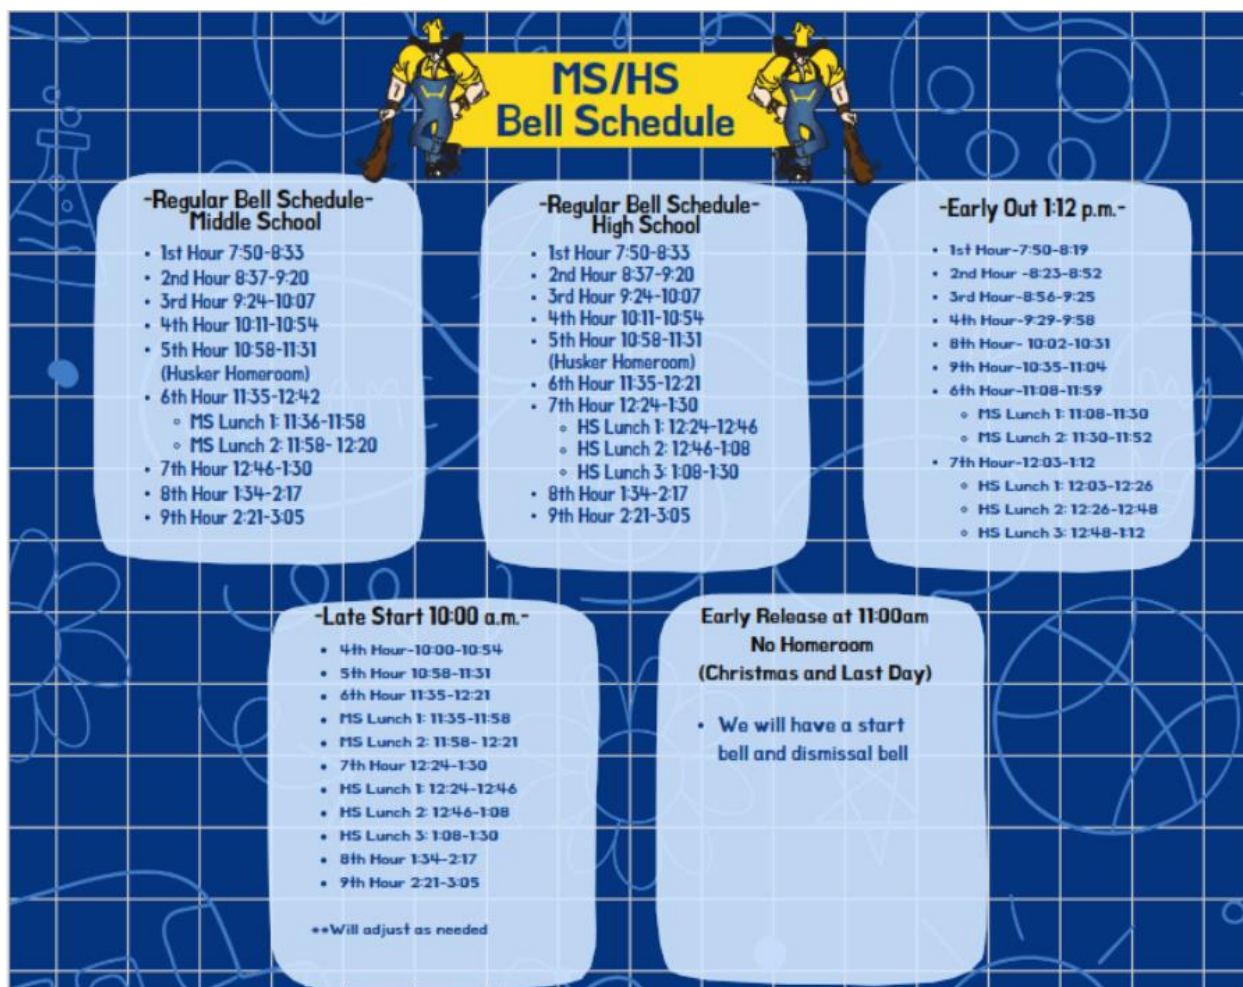 MS/HS
Bell Schedule
-Regular Bell Schedule-
Middle School
• 1st Hour 7:50-8:33
• 2nd Hour 8:37-9:20
• 3rd Hour 9:24-10:07
• 4th Hour 10:11-10:54
• 5th Hour 10:58-11:31
(Husker Homeroom)
• 6th Hour 11:35-12:42
◦ MS Lunch 1: 11:36-11:58
◦ MS Lunch 2: 11:58- 12:20
• 7th Hour 12:46-1:30
• 8th Hour 1:34-2:17
• 9th Hour 2:21-3:05
-Regular Bell Schedule-
High School
• 1st Hour 7:50-8:33
• 2nd Hour 8:37-9:20
• 3rd Hour 9:24-10:07
• 4th Hour 10:11-10:54
• 5th Hour 10:58-11:31
(Husker Homeroom)
• 6th Hour 11:35-12:21
• 7th Hour 12:24-1:30
◦ HS Lunch 1: 12:24-12:46
◦ HS Lunch 2: 12:46-1:08
◦ HS Lunch 3: 1:08-1:30
• 8th Hour 1:34-2:17
• 9th Hour 2:21-3:05
-Early Out 1:12 p.m.-
• 1st Hour-7:50-8:19
• 2nd Hour -8:23-8:52
• 3rd Hour-8:56-9:25
• 4th Hour-9:29-9:58
• 8th Hour- 10:02-10:31
• 9th Hour-10:35-11:04
• 6th Hour-11:08-11:59
◦ MS Lunch 1: 11:08-11:30
◦ MS Lunch 2: 11:30-11:52
• 7th Hour-12:03-1:12
◦ HS Lunch 1: 12:03-12:26
◦ HS Lunch 2: 12:26-12:48
◦ HS Lunch 3: 12:48-1:12
-Late Start 10:00 a.m.-
• 4th Hour-10:00-10:54
• 5th Hour 10:58-11:31
• 6th Hour 11:35-12:21
• MS Lunch 1: 11:35-11:58
• MS Lunch 2: 11:58- 12:21
• 7th Hour 12:24-1:30
• HS Lunch 1: 12:24-12:46
• HS Lunch 2: 12:46-1:08
• HS Lunch 3: 1:08-1:30
• 8th Hour 1:34-2:17
• 9th Hour 2:21-3:05
**Will adjust as needed
Early Release at 11:00am
No Homeroom
(Christmas and Last Day)
• We will have a start
bell and dismissal bell